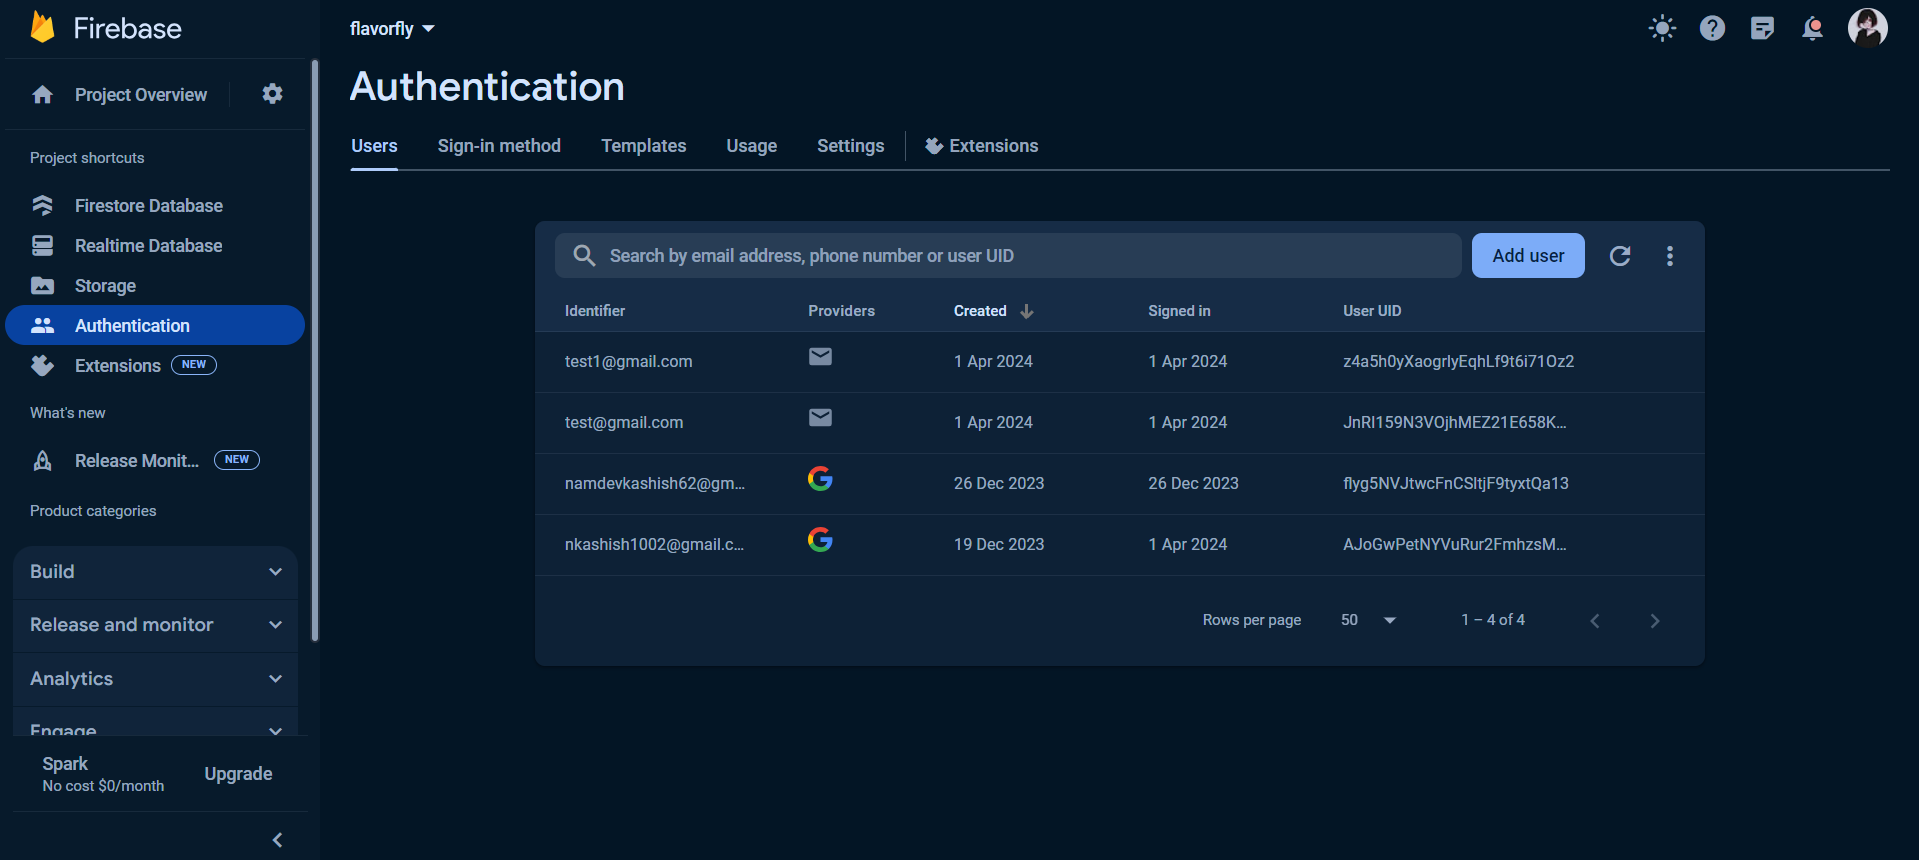 Firebase
Project Overview
Project shortcuts
Firestore Database
Realtime Database
Storage
Authentication
Extensions NEW
What's new
Release Monit... NEW
Product categories
Build
Release and monitor
Analytics
Engage
Spark
No cost $0/month
Upgrade
flavorfly
Authentication
Users Sign-in method Templates Usage Settings Extensions
Search by email address, phone number or user UID Add user
Identifier Providers Created Signed in User UID
test1@gmail.com 1 Apr 2024 1 Apr 2024 z4a5h0yXaogrlyEqhLf9t6i71Oz2
test@gmail.com 1 Apr 2024 1 Apr 2024 JnRl159N3VOjhMEZ21E658K...
namdevkashish62@gm... 26 Dec 2023 26 Dec 2023 flyg5NVJtwcFnCSltjF9tyxtQa13
nkashish1002@gmail.c... 19 Dec 2023 1 Apr 2024 AJoGwPetNYVuRur2FmhzsM...
Rows per page 50 1 – 4 of 4